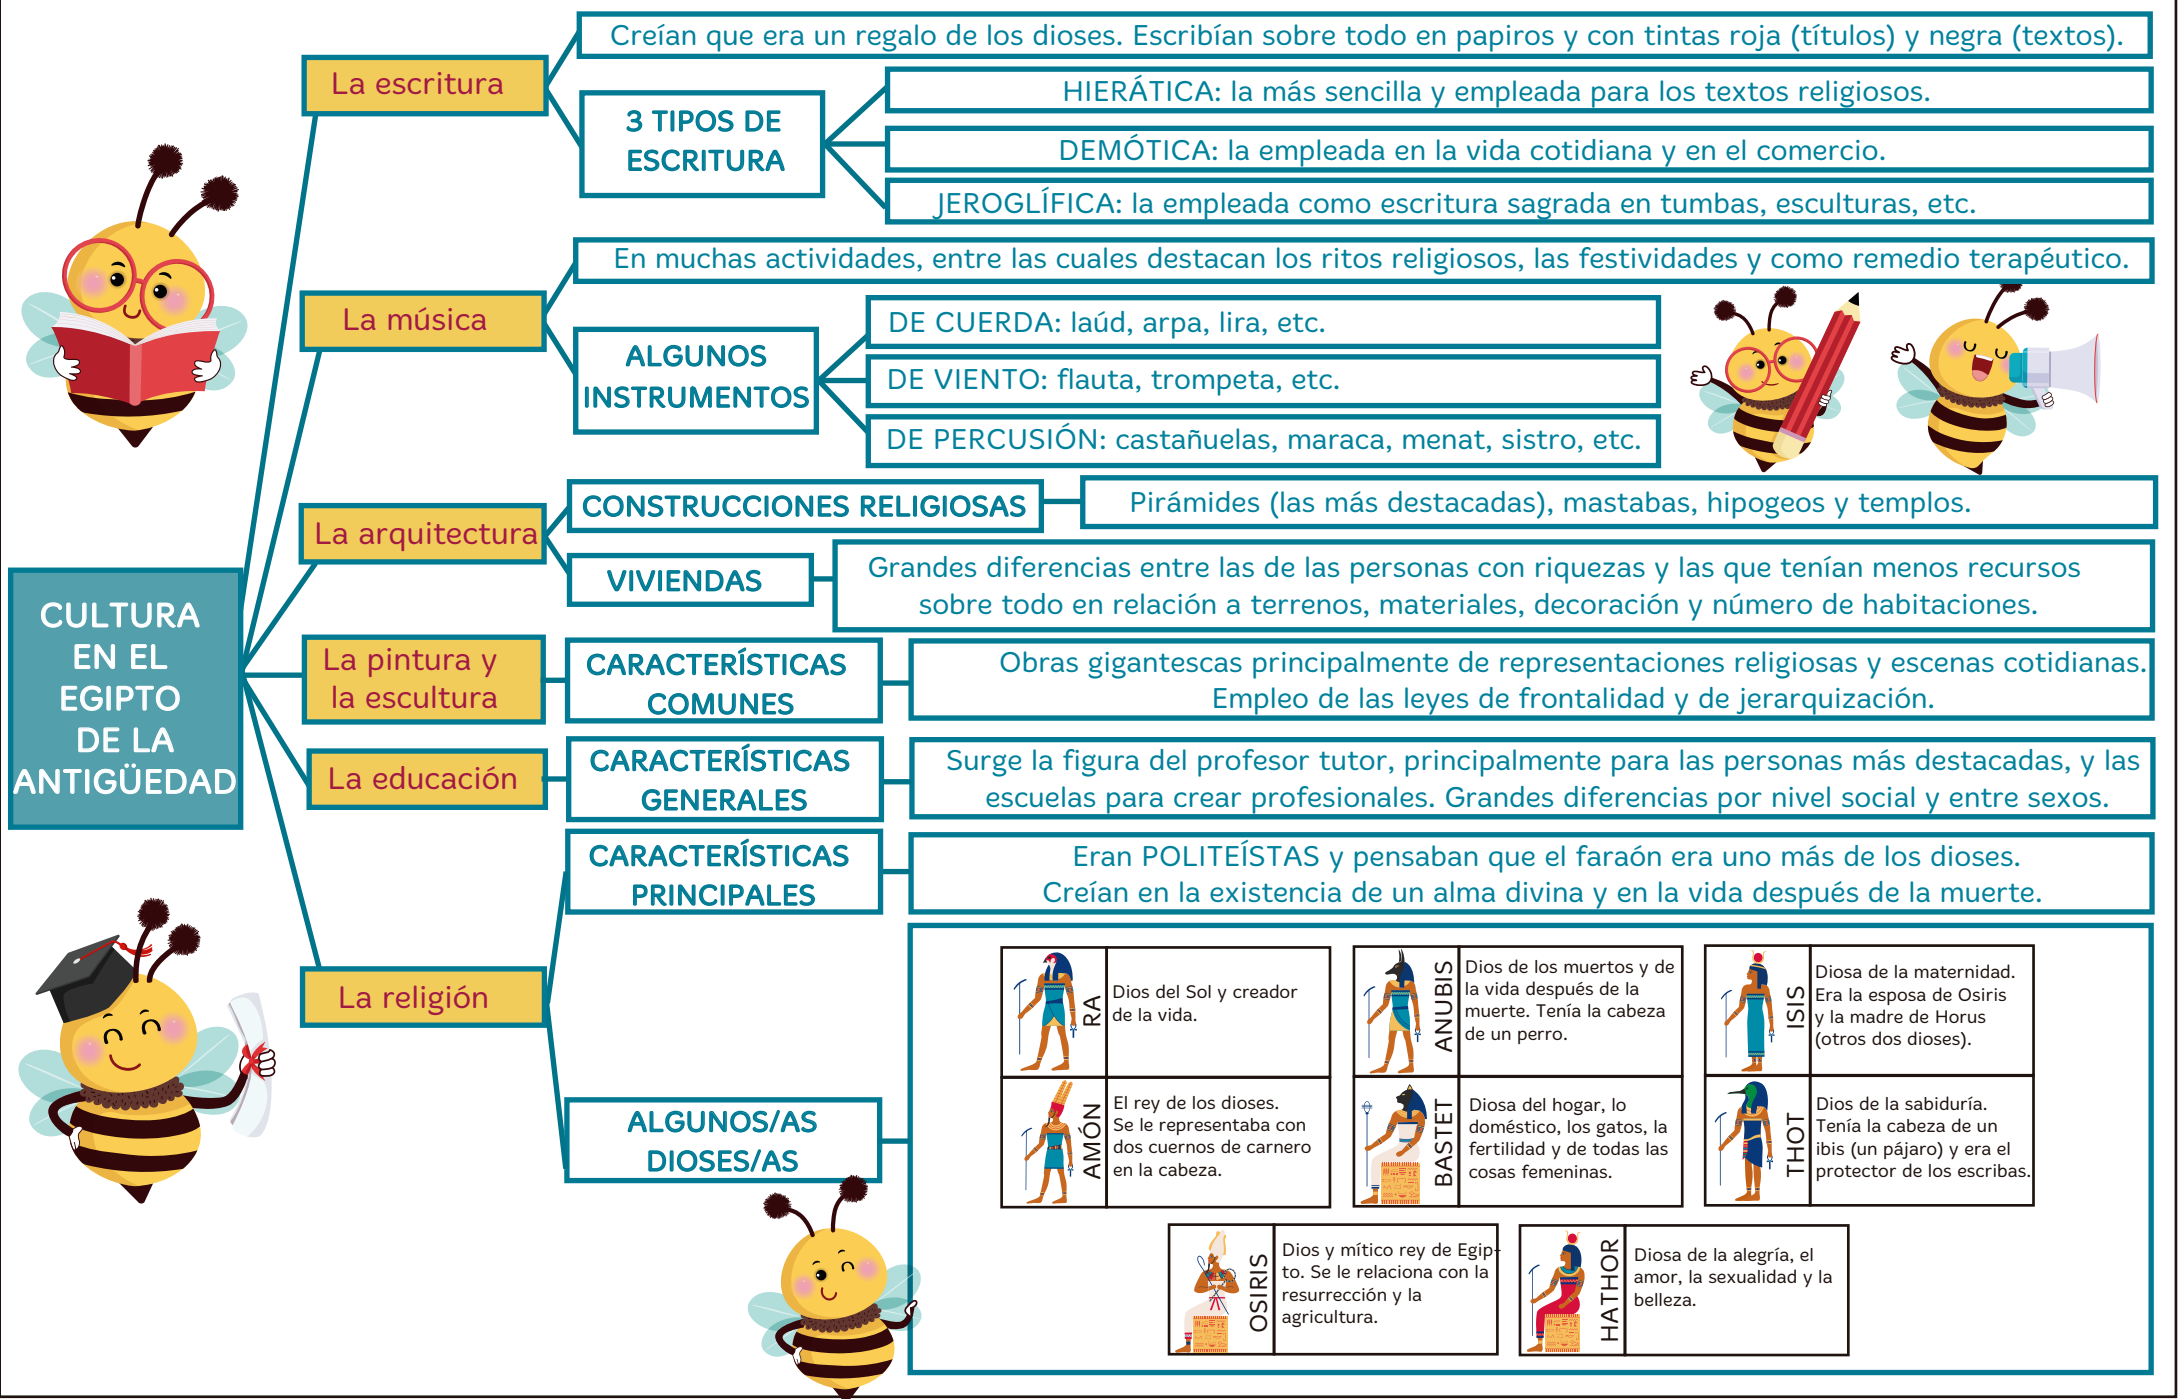 CULTURA
EN EL
EGIPTO
DE LA
ANTIGÜEDAD
La escritura
Creían que era un regalo de los dioses. Escribían sobre todo en papiros y con tintas roja (títulos) y negra (textos).
3 TIPOS DE
ESCRITURA
HIERÁTICA: la más sencilla y empleada para los textos religiosos.
DEMÓTICA: la empleada en la vida cotidiana y en el comercio.
JEROGLÍFICA: la empleada como escritura sagrada en tumbas, esculturas, etc.
La música
En muchas actividades, entre las cuales destacan los ritos religiosos, las festividades y como remedio terapéutico.
ALGUNOS
INSTRUMENTOS
DE CUERDA: laúd, arpa, lira, etc.
DE VIENTO: flauta, trompeta, etc.
DE PERCUSIÓN: castañuelas, maraca, menat, sistro, etc.
La arquitectura
CONSTRUCCIONES RELIGIOSAS
Pirámides (las más destacadas), mastabas, hipogeos y templos.
VIVIENDAS
Grandes diferencias entre las de las personas con riquezas y las que tenían menos recursos
sobre todo en relación a terrenos, materiales, decoración y número de habitaciones.
La pintura y
la escultura
CARACTERÍSTICAS
COMUNES
Obras gigantescas principalmente de representaciones religiosas y escenas cotidianas.
Empleo de las leyes de frontalidad y de jerarquización.
La educación
CARACTERÍSTICAS
GENERALES
Surge la figura del profesor tutor, principalmente para las personas más destacadas, y las
escuelas para crear profesionales. Grandes diferencias por nivel social y entre sexos.
La religión
CARACTERÍSTICAS
PRINCIPALES
Eran POLITEÍSTAS y pensaban que el faraón era uno más de los dioses.
Creían en la existencia de un alma divina y en la vida después de la muerte.
ALGUNOS/AS
DIOSES/AS
RA
Dios del Sol y creador
de la vida.
ANUBIS
Dios de los muertos y de
la vida después de la
muerte. Tenía la cabeza
de un perro.
ISIS
Diosa de la maternidad.
Era la esposa de Osiris
y la madre de Horus
(otros dos dioses).
AMÓN
El rey de los dioses.
Se le representaba con
dos cuernos de carnero
en la cabeza.
BASTET
Diosa del hogar, lo
doméstico, los gatos, la
fertilidad y de todas las
cosas femeninas.
THOT
Dios de la sabiduría.
Tenía la cabeza de un
ibis (un pájaro) y era el
protector de los escribas.
OSIRIS
Dios y mítico rey de Egip-
to. Se le relaciona con la
resurrección y la
agricultura.
HATHOR
Diosa de la alegría, el
amor, la sexualidad y la
belleza.